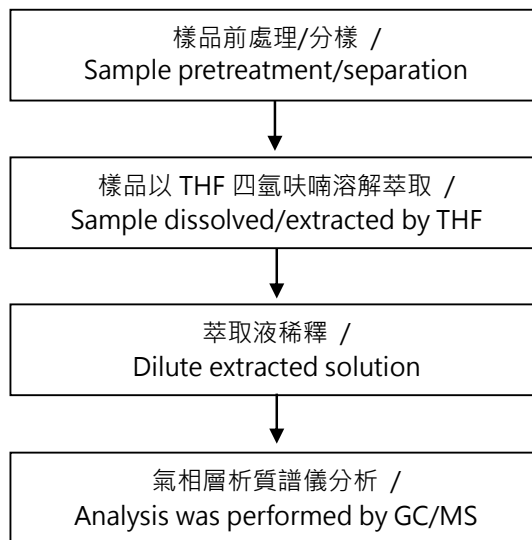 樣品前處理/分樣 /
Sample pretreatment/separation
樣品以 THF 四氫呋喃溶解萃取 /
Sample dissolved/extracted by THF
萃取液稀釋 /
Dilute extracted solution
氣相層析質譜儀分析 /
Analysis was performed by GC/MS